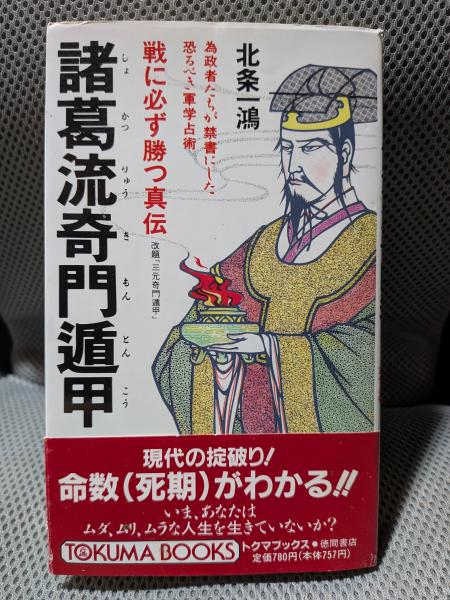 北条一鴻
為政者たちが禁書にした
恐るべき軍学占術
戦に必ず勝つ真伝
改題「三元奇門遁甲」
諸葛流奇門遁甲
しょ かつ りゅう き もん とん こう
現代の掟破り!
命数(死期)がわかる!!
いま、あなたは
ムダ、ムリ、ムラな人生を生きていないか?
TOKUMA BOOKS
トクマブックス●徳間書店
定価780円(本体757円)